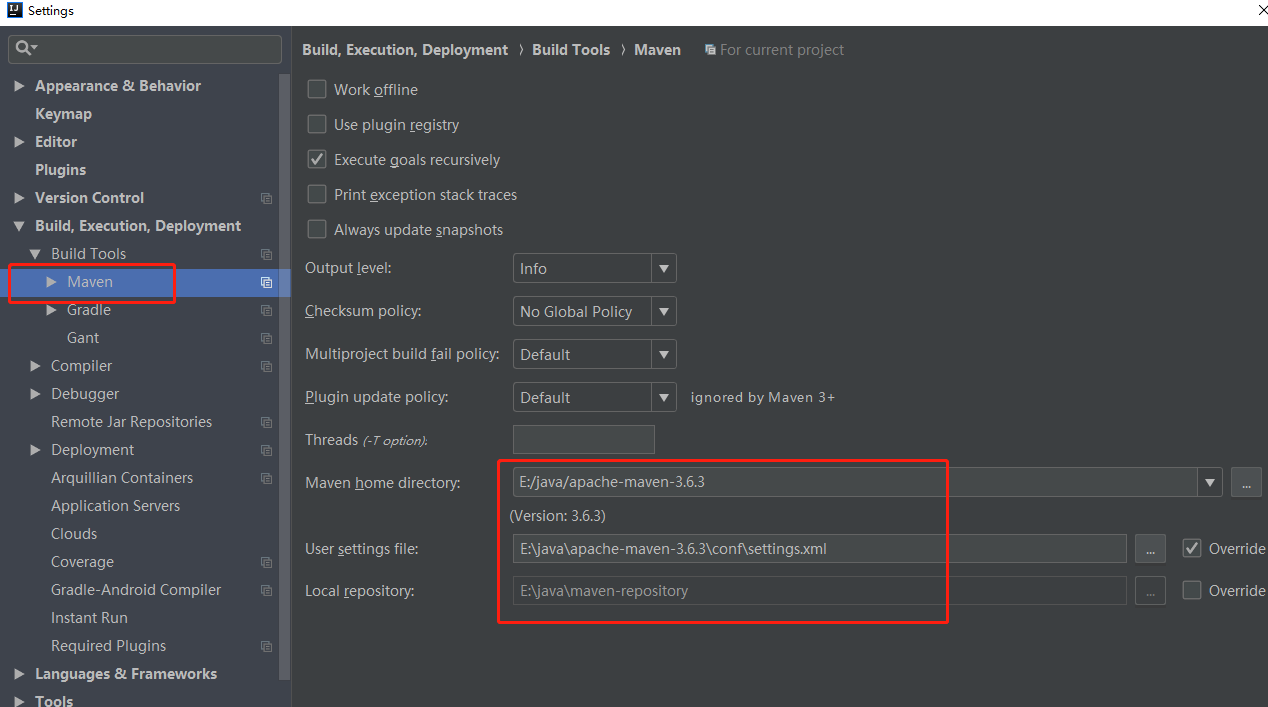 IJ Settings
Appearance & Behavior
Keymap
Editor
Plugins
Version Control
Build, Execution, Deployment
Build Tools
Maven
Gradle
Gant
Compiler
Debugger
Remote Jar Repositories
Deployment
Arquillian Containers
Application Servers
Clouds
Coverage
Gradle-Android Compiler
Instant Run
Required Plugins
Languages & Frameworks
Tools
Build, Execution, Deployment › Build Tools › Maven For current project
Work offline
Use plugin registry
Execute goals recursively
Print exception stack traces
Always update snapshots
Output level: Info
Checksum policy: No Global Policy
Multiproject build fail policy: Default
Plugin update policy: Default ignored by Maven 3+
Threads (-T option):
Maven home directory: E:/java/apache-maven-3.6.3 ...
(Version: 3.6.3)
User settings file: E:\java\apache-maven-3.6.3\conf\settings.xml ... Override
Local repository: E:\java\maven-repository ... Override